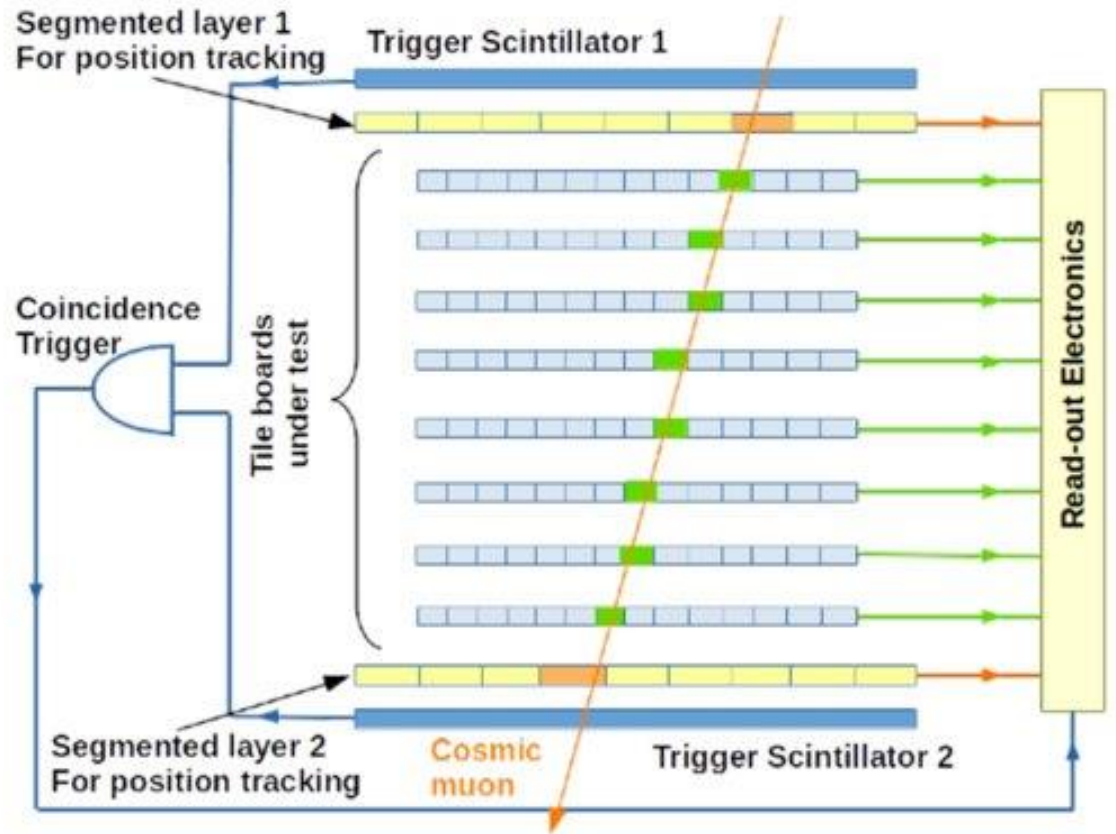 Segmented layer 1
For position tracking
Trigger Scintillator 1
Coincidence
Trigger
Tile boards
under test
Read-out Electronics
Segmented layer 2
For position tracking
Cosmic
muon
Trigger Scintillator 2